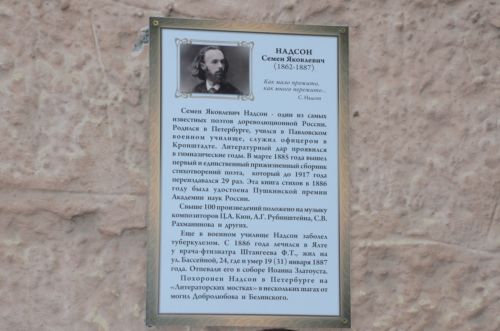 НАДСОН
Семен Яковлевич
(1862-1887)
Как мало прожито,
как много пережито...
С. Надсон
Семен Яковлевич Надсон - один из самых
известных поэтов дореволюционной России.
Родился в Петербурге, учился в Павловском
военном училище, служил офицером в
Кронштадте. Литературный дар проявился
в гимназические годы. В марте 1885 года вышел
первый и единственный прижизненный сборник
стихотворений поэта, который до 1917 года
переиздавался 29 раз. Эта книга стихов в 1886
году была удостоена Пушкинской премии
Академии наук России.
Свыше 100 произведений положено на музыку
композиторов Ц.А. Кюи, А.Г. Рубинштейна, С.В.
Рахманинова и других.
Еще в военном училище Надсон заболел
туберкулезом. С 1886 года лечился в Ялте
у врача-фтизиатра Штангеева Ф.Т., жил на
ул. Бассейной, 24, где и умер 19 (31) января 1887
года. Отпевали его в соборе Иоанна Златоуста.
Похоронен Надсон в Петербурге на
«Литераторских мостках» в нескольких шагах от
могил Добролюбова и Белинского.